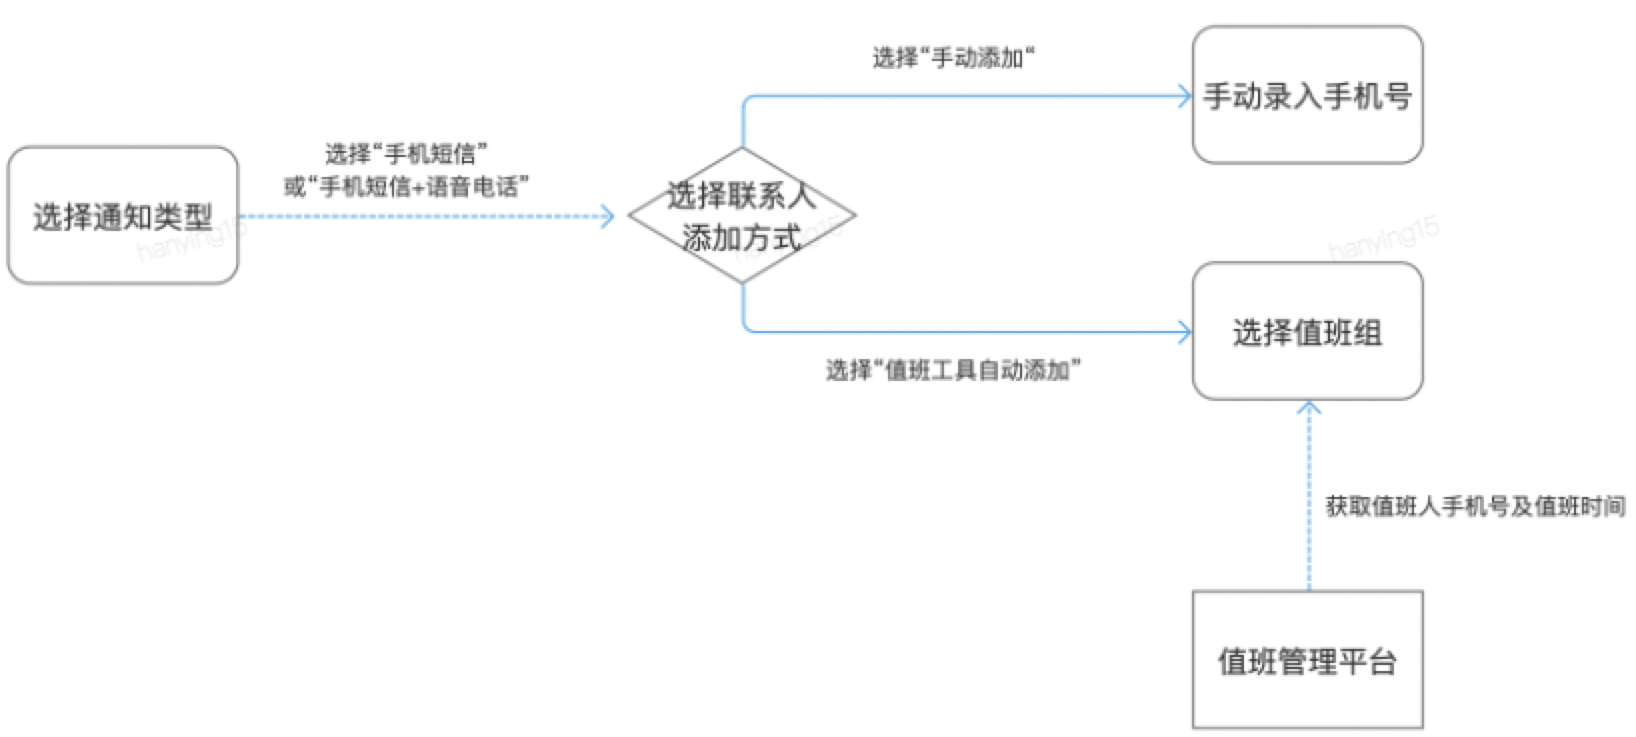 选择“手动添加“
手动录入手机号
选择“手机短信”
或“手机短信+语音电话”
选择通知类型
选择联系人
添加方式
hanying15
hanying15
选择值班组
选择“值班工具自动添加”
获取值班人手机号及值班时间
值班管理平台